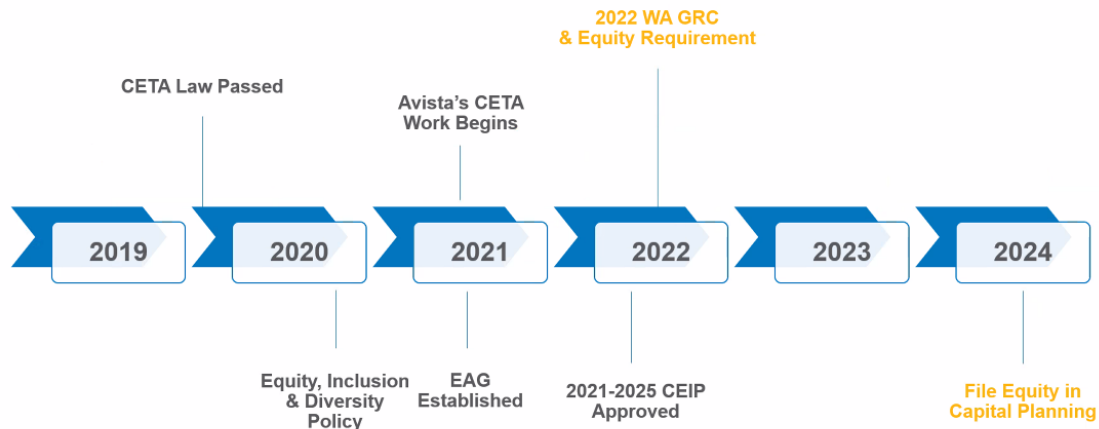 2022 WA GRC
& Equity Requirement
CETA Law Passed
Avista's CETA
Work Begins
2019
2020
2021
2022
2023
2024
Equity, Inclusion
& Diversity
Policy
EAG
Established
2021-2025 CEIP
Approved
File Equity in
Capital Planning